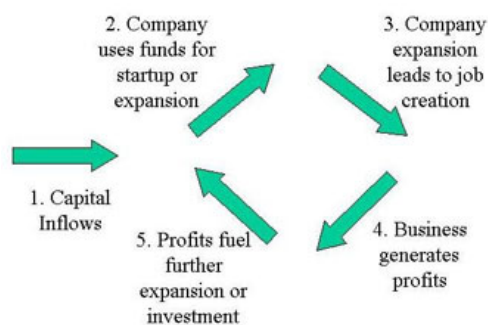 2. Company
uses funds for
startup or
expansion
3. Company
expansion
leads to job
creation
1. Capital
Inflows
4. Business
generates
profits
5. Profits fuel
further
expansion or
investment